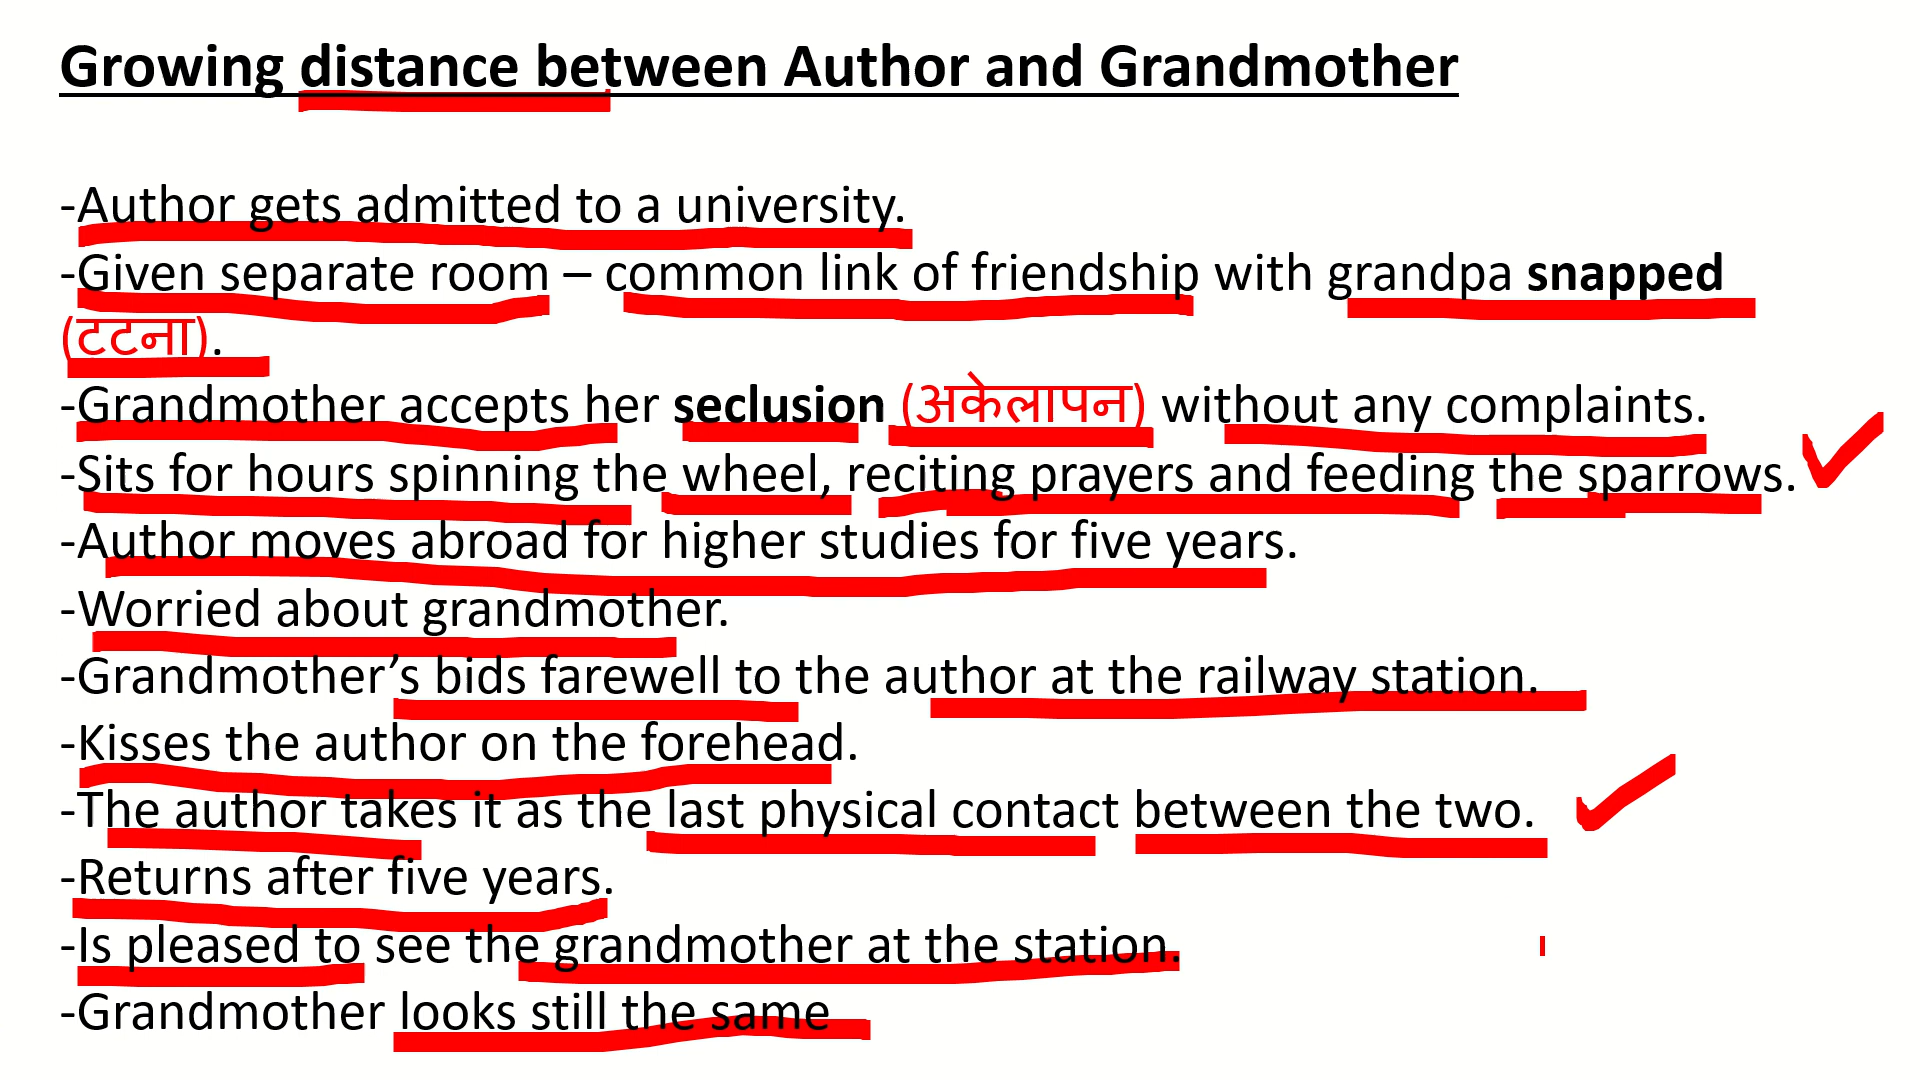 Growing distance between Author and Grandmother
-Author gets admitted to a university.
-Given separate room – common link of friendship with grandpa snapped
(टटना).
-Grandmother accepts her seclusion (अकेलापन) without any complaints.
-Sits for hours spinning the wheel, reciting prayers and feeding the sparrows.
-Author moves abroad for higher studies for five years.
-Worried about grandmother.
-Grandmother’s bids farewell to the author at the railway station.
-Kisses the author on the forehead.
-The author takes it as the last physical contact between the two.
-Returns after five years.
-Is pleased to see the grandmother at the station.
-Grandmother looks still the same